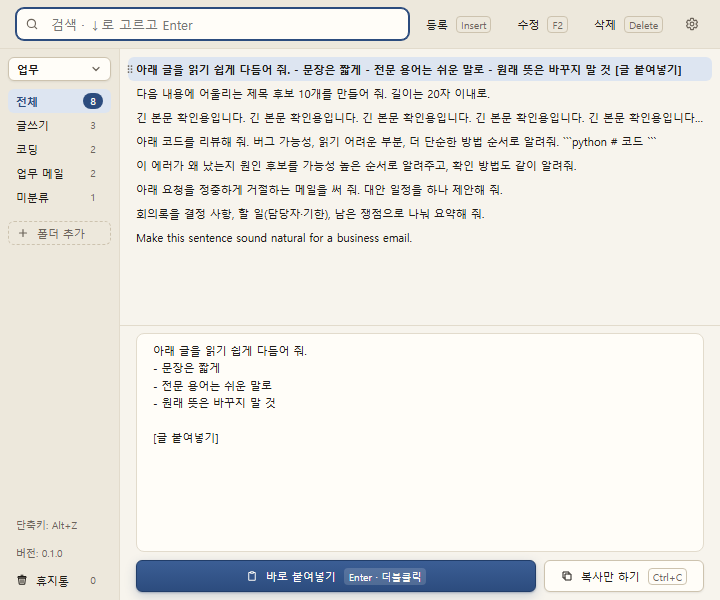 검색 · ↓로 고르고 Enter
등록 Insert
수정 F2
삭제 Delete
업무
전체 8
글쓰기 3
코딩 2
업무 메일 2
미분류 1
+ 폴더 추가
아래 글을 읽기 쉽게 다듬어 줘. - 문장은 짧게 - 전문 용어는 쉬운 말로 - 원래 뜻은 바꾸지 말 것 [글 붙여넣기]
다음 내용에 어울리는 제목 후보 10개를 만들어 줘. 길이는 20자 이내로.
긴 본문 확인용입니다. 긴 본문 확인용입니다. 긴 본문 확인용입니다. 긴 본문 확인용입니다. 긴 본문 확인용입니다...
아래 코드를 리뷰해 줘. 버그 가능성, 읽기 어려운 부분, 더 단순한 방법 순서로 알려줘. ```python # 코드 ```
이 에러가 왜 났는지 원인 후보를 가능성 높은 순서로 알려주고, 확인 방법도 같이 알려줘.
아래 요청을 정중하게 거절하는 메일을 써 줘. 대안 일정을 하나 제안해 줘.
회의록을 결정 사항, 할 일(담당자·기한), 남은 쟁점으로 나눠 요약해 줘.
Make this sentence sound natural for a business email.
아래 글을 읽기 쉽게 다듬어 줘.
- 문장은 짧게
- 전문 용어는 쉬운 말로
- 원래 뜻은 바꾸지 말 것
[글 붙여넣기]
단축키: Alt+Z
버전: 0.1.0
휴지통 0
바로 붙여넣기 Enter · 더블클릭
복사만 하기 Ctrl+C